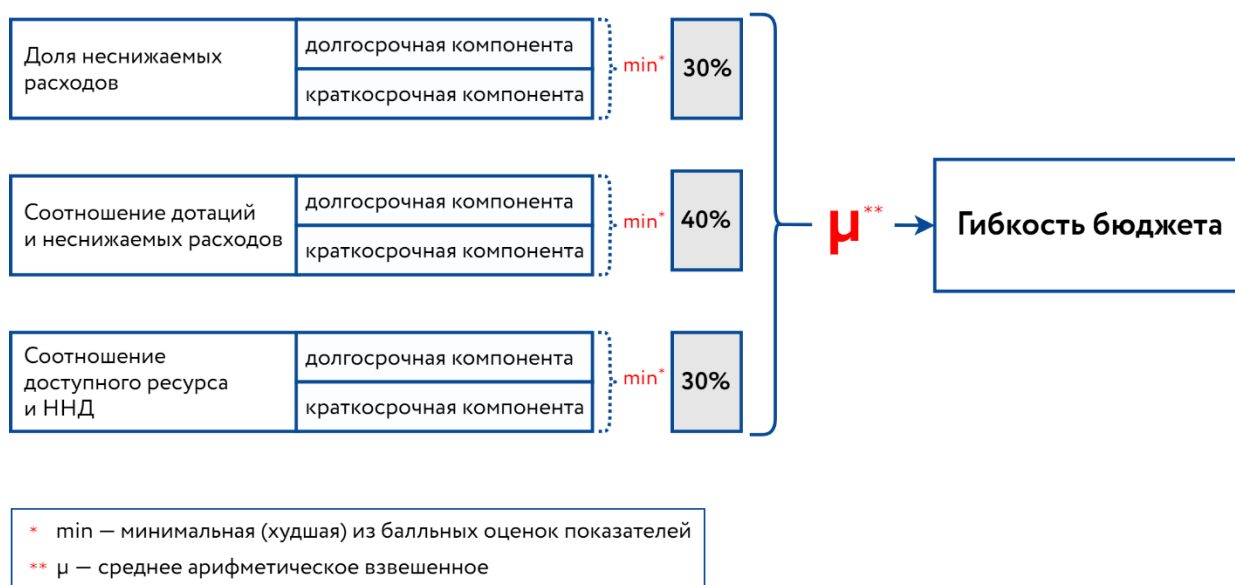 Доля неснижаемых
расходов
долгосрочная компонента
краткосрочная компонента
min*
30%
Соотношение дотаций
и неснижаемых расходов
долгосрочная компонента
краткосрочная компонента
min*
40%
Соотношение
доступного ресурса
и ННД
долгосрочная компонента
краткосрочная компонента
min*
30%
μ**
Гибкость бюджета
* min — минимальная (худшая) из балльных оценок показателей
** μ — среднее арифметическое взвешенное